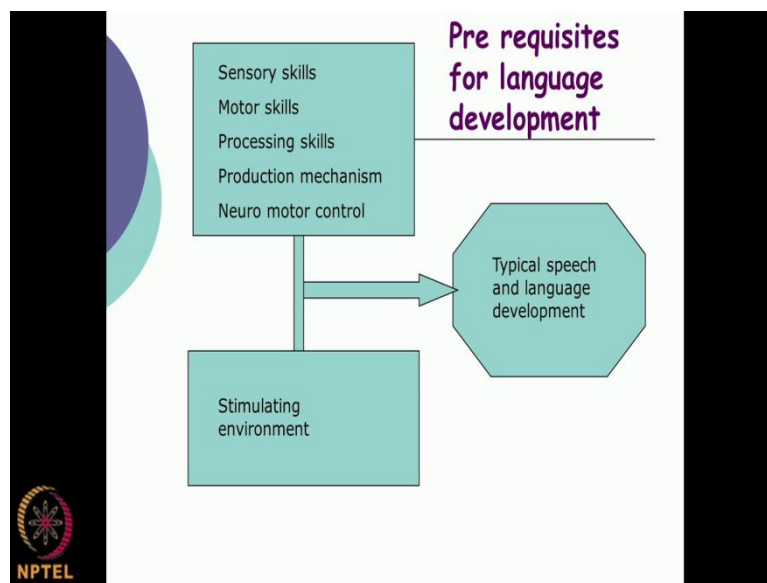 Pre requisites
for language
development
Sensory skills
Motor skills
Processing skills
Production mechanism
Neuro motor control
Typical speech
and language
development
Stimulating
environment
NPTEL